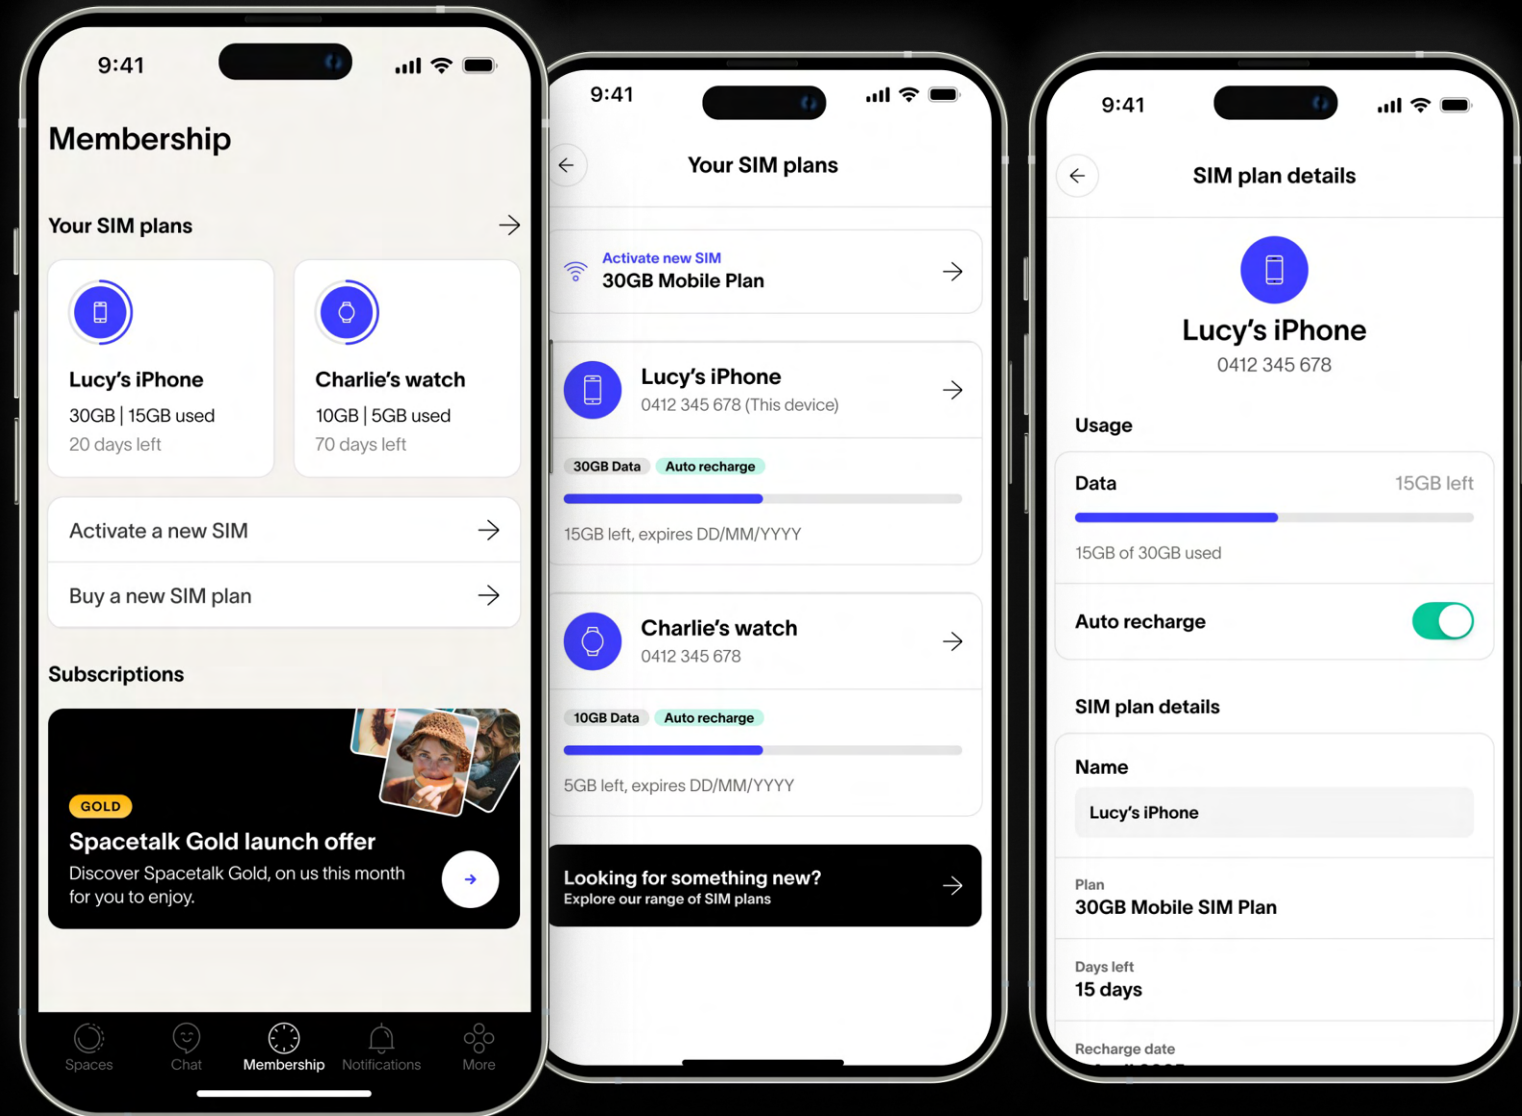 9:41
Membership
Your SIM plans
Lucy's iPhone
30GB | 15GB used
20 days left
Charlie's watch
10GB | 5GB used
70 days left
Activate a new SIM
Buy a new SIM plan
Subscriptions
GOLD
Spacetalk Gold launch offer
Discover Spacetalk Gold, on us this month
for you to enjoy.
Spaces
Chat
Membership
Notifications
More
9:41
Your SIM plans
Activate new SIM
30GB Mobile Plan
Lucy's iPhone
0412 345 678 (This device)
30GB Data
Auto recharge
15GB left, expires DD/MM/YYYY
Charlie's watch
0412 345 678
10GB Data
Auto recharge
5GB left, expires DD/MM/YYYY
Looking for something new?
Explore our range of SIM plans
9:41
SIM plan details
Lucy's iPhone
0412 345 678
Usage
Data
15GB left
15GB of 30GB used
Auto recharge
SIM plan details
Name
Lucy's iPhone
Plan
30GB Mobile SIM Plan
Days left
15 days
Recharge date